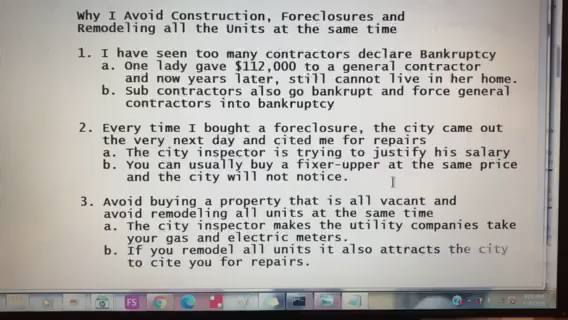 Why I Avoid Construction, Foreclosures and
Remodeling all the Units at the same time
1. I have seen too many contractors declare Bankruptcy
a. One lady gave $112,000 to a general contractor
and now years later, still cannot live in her home.
b. Sub contractors also go bankrupt and force general
contractors into bankruptcy
2. Every time I bought a foreclosure, the city came out
the very next day and cited me for repairs
a. The city inspector is trying to justify his salary
b. You can usually buy a fixer-upper at the same price
and the city will not notice.
3. Avoid buying a property that is all vacant and
avoid remodeling all units at the same time
a. The city inspector makes the utility companies take
your gas and electric meters.
b. If you remodel all units it also attracts the city
to cite you for repairs.
FS